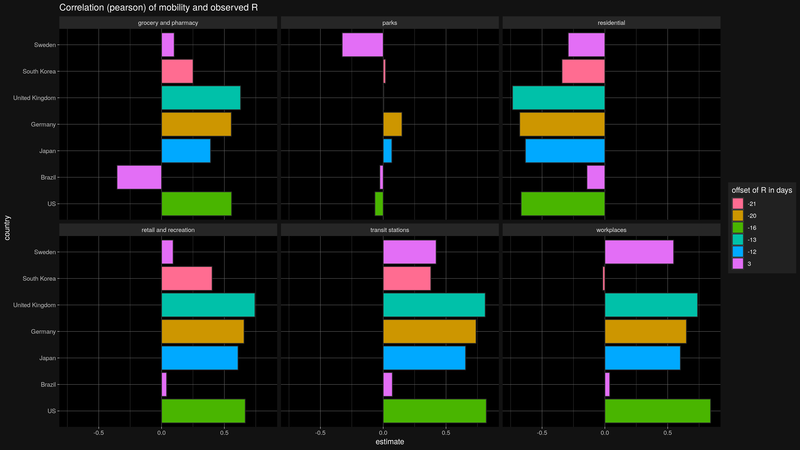 Correlation (pearson) of mobility and observed R
grocery and pharmacy
parks
residential
Sweden
South Korea
United Kingdom
Germany
Japan
Brazil
US
retail and recreation
transit stations
workplaces
Sweden
South Korea
United Kingdom
Germany
Japan
Brazil
US
-0.5 0.0 0.5
-0.5 0.0 0.5
-0.5 0.0 0.5
estimate
country
offset of R in days
-21
-20
-16
-13
-12
3